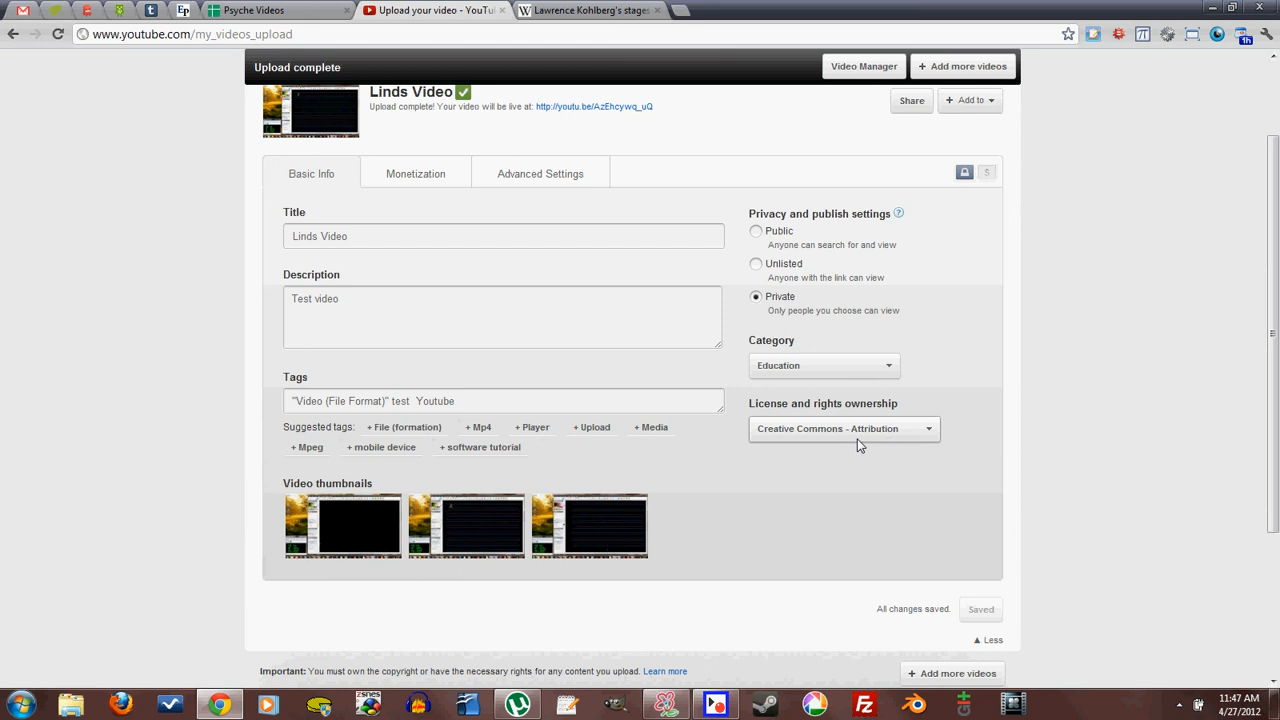 Psyche Videos
Upload your video - YouTu
Lawrence Kohlberg's stages
www.youtube.com/my_videos_upload
Upload complete
Video Manager
+ Add more videos
Linds Video
Upload complete! Your video will be live at: http://youtu.be/AzEhcywq_uQ
Share
+ Add to
Basic Info
Monetization
Advanced Settings
S
Title
Linds Video
Description
Test video
Tags
"Video (File Format)" test Youtube
Suggested tags: + File (formation) + Mp4 + Player + Upload + Media
+ Mpeg + mobile device + software tutorial
Video thumbnails
Privacy and publish settings ?
Public
Anyone can search for and view
Unlisted
Anyone with the link can view
Private
Only people you choose can view
Category
Education
License and rights ownership
Creative Commons - Attribution
All changes saved.
Saved
▲ Less
Important: You must own the copyright or have the necessary rights for any content you upload. Learn more
+ Add more videos
11:47 AM
4/27/2012